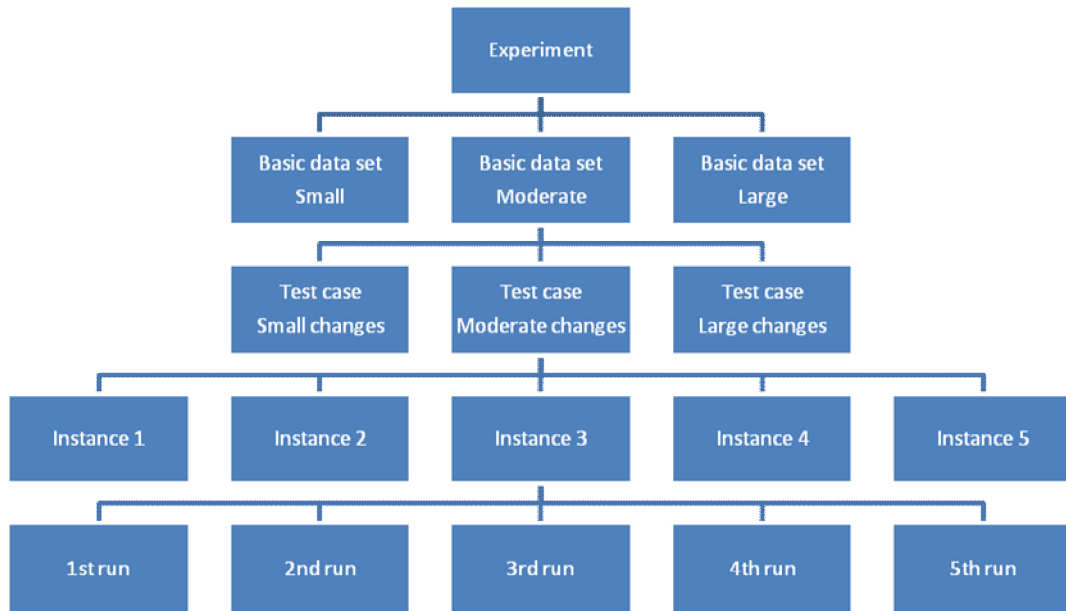 Experiment
Basic data set
Small
Basic data set
Moderate
Basic data set
Large
Test case
Small changes
Test case
Moderate changes
Test case
Large changes
Instance 1
Instance 2
Instance 3
Instance 4
Instance 5
1st run
2nd run
3rd run
4th run
5th run